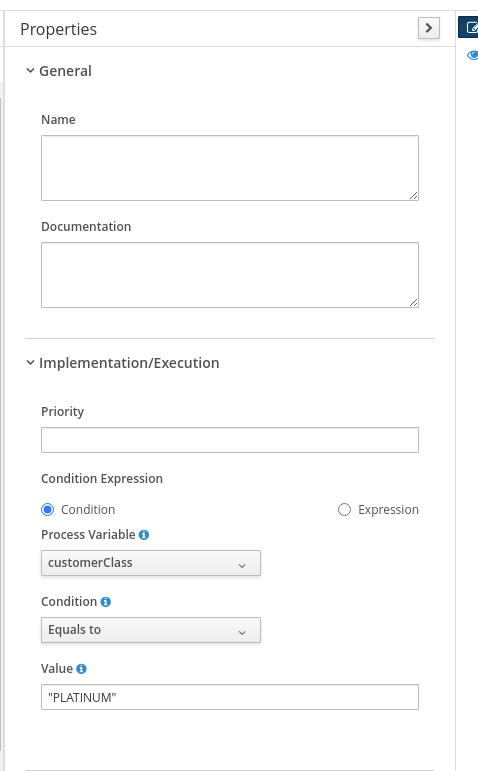 Properties
General
Name
Documentation
Implementation/Execution
Priority
Condition Expression
Condition Expression
Process Variable
customerClass
Condition
Equals to
Value
"PLATINUM"